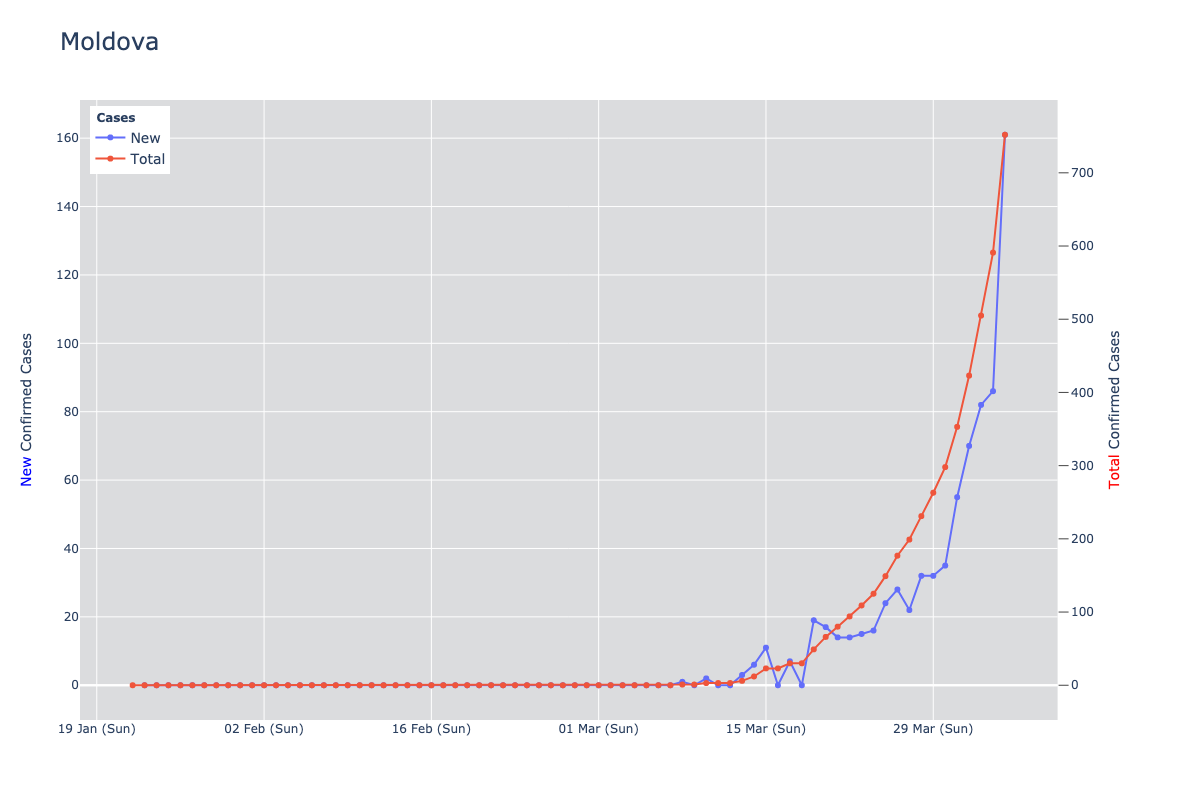 Moldova
Cases
New
Total
160
140
120
100
80
60
40
20
0
New Confirmed Cases
700
600
500
400
300
200
100
0
Total Confirmed Cases
19 Jan (Sun)
02 Feb (Sun)
16 Feb (Sun)
01 Mar (Sun)
15 Mar (Sun)
29 Mar (Sun)